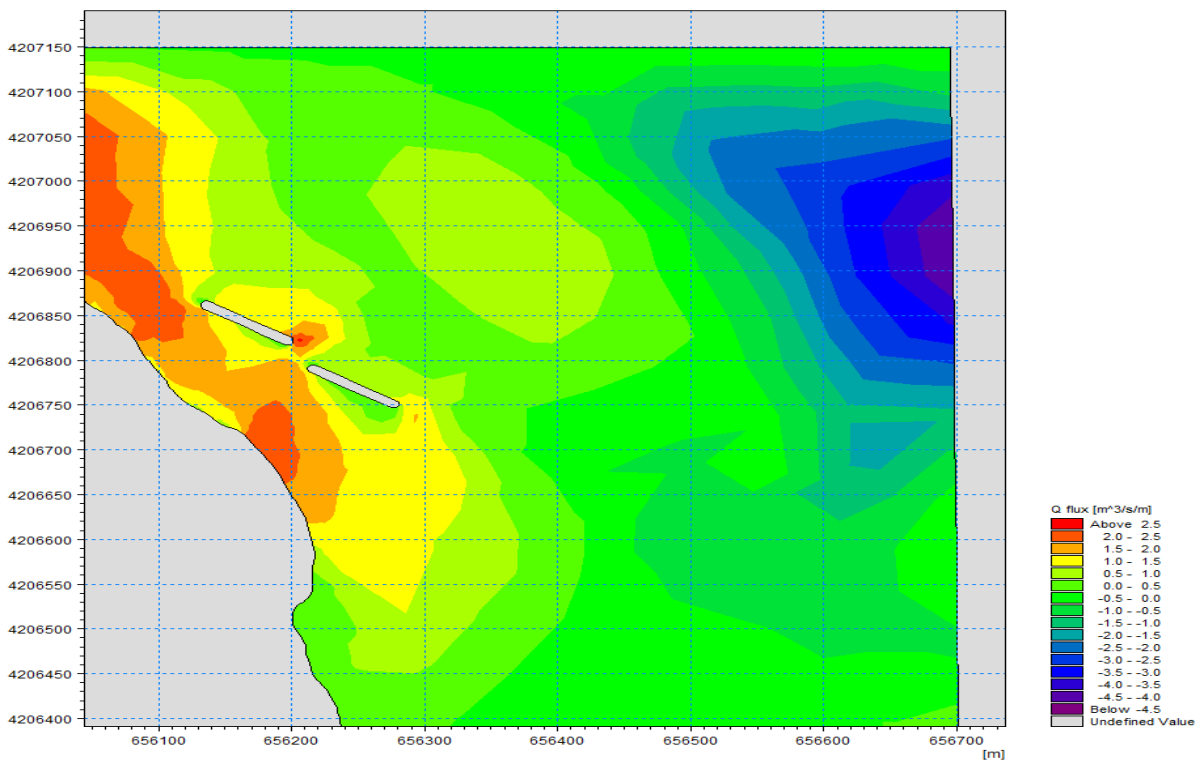 4207150
4207100
4207050
4207000
4206950
4206900
4206850
4206800
4206750
4206700
4206650
4206600
4206550
4206500
4206450
4206400
656100 656200 656300 656400 656500 656600 656700
[m]
Q flux [m^3/s/m]
Above 2.5
2.0 - 2.5
1.5 - 2.0
1.0 - 1.5
0.5 - 1.0
0.0 - 0.5
-0.5 - 0.0
-1.0 - -0.5
-1.5 - -1.0
-2.0 - -1.5
-2.5 - -2.0
-3.0 - -2.5
-3.5 - -3.0
-4.0 - -3.5
-4.5 - -4.0
Below -4.5
Undefined Value